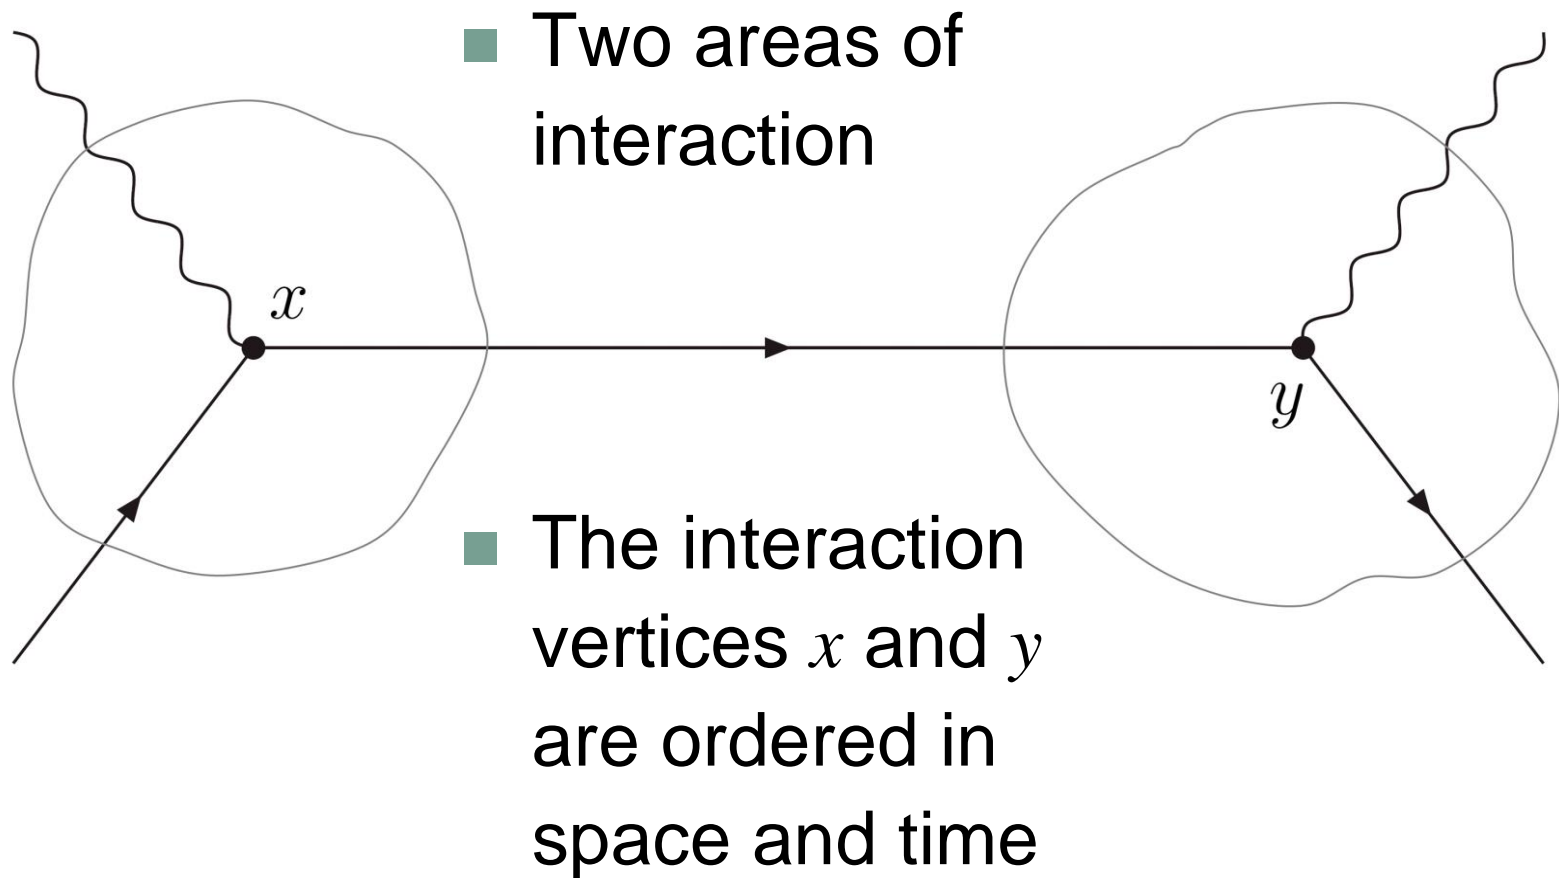 Two areas of
interaction
x
y
The interaction
vertices x and y
are ordered in
space and time